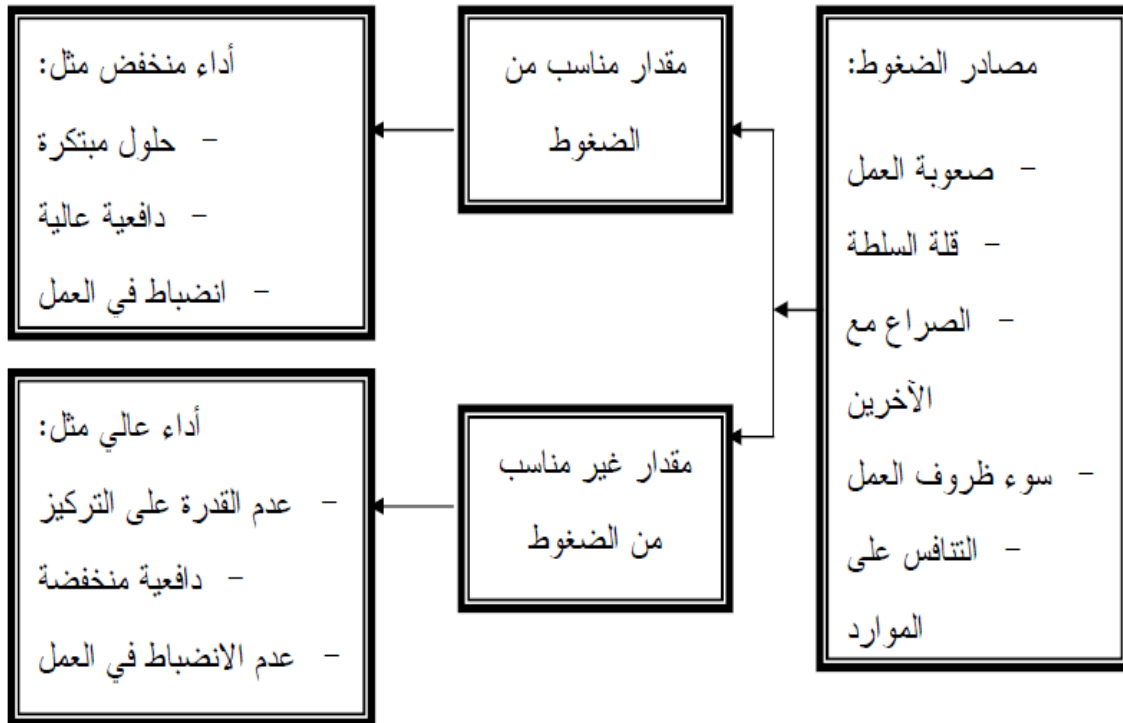 مصادر الضغوط:
- صعوبة العمل
- قلة السلطة
- الصراع مع
الآخرين
- سوء ظروف العمل
- التنافس على
الموارد
مقدار مناسب من
الضغوط
أداء منخفض مثل:
- حلول مبتكرة
- دافعية عالية
- انضباط في العمل
مقدار غير مناسب
من الضغوط
أداء عالي مثل:
- عدم القدرة على التركيز
- دافعية منخفضة
- عدم الانضباط في العمل